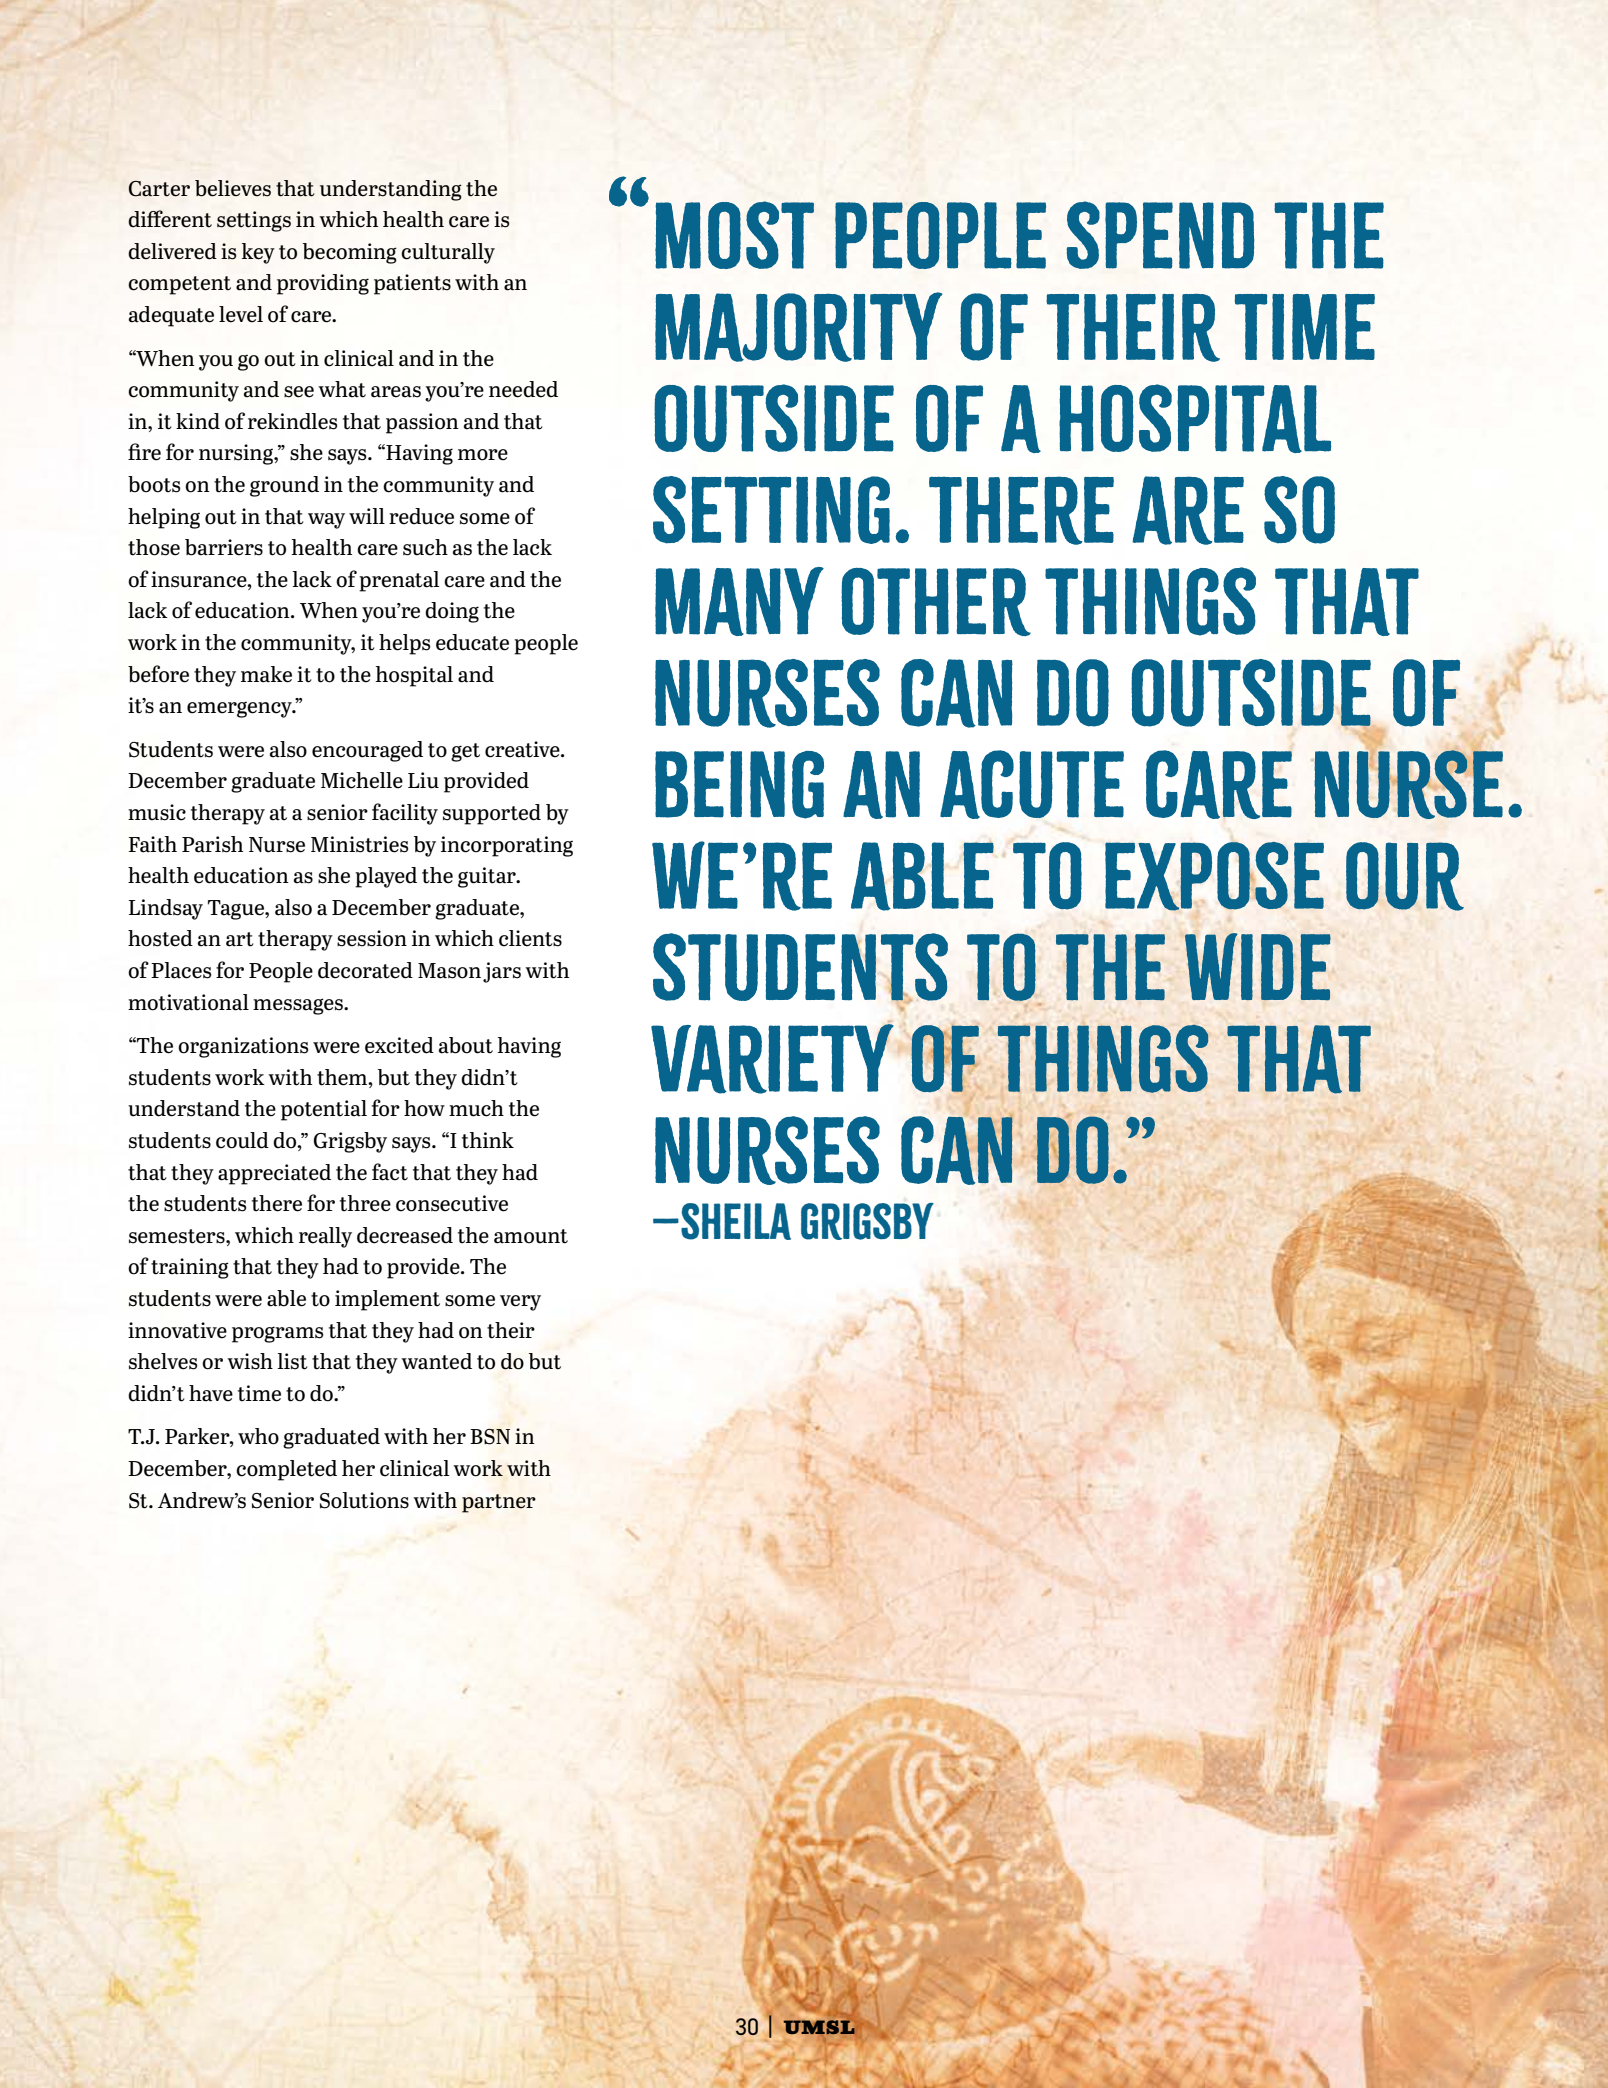 Carter believes that understanding the
different settings in which health care is
delivered is key to becoming culturally
competent and providing patients with an
adequate level of care.
“When you go out in clinical and in the
community and see what areas you’re needed
in, it kind of rekindles that passion and that
fire for nursing,” she says. “Having more
boots on the ground in the community and
helping out in that way will reduce some of
those barriers to health care such as the lack
of insurance, the lack of prenatal care and the
lack of education. When you’re doing the
work in the community, it helps educate people
before they make it to the hospital and
it’s an emergency.”
Students were also encouraged to get creative.
December graduate Michelle Liu provided
music therapy at a senior facility supported by
Faith Parish Nurse Ministries by incorporating
health education as she played the guitar.
Lindsay Tague, also a December graduate,
hosted an art therapy session in which clients
of Places for People decorated Mason jars with
motivational messages.
“The organizations were excited about having
students work with them, but they didn’t
understand the potential for how much the
students could do,” Grigsby says. “I think
that they appreciated the fact that they had
the students there for three consecutive
semesters, which really decreased the amount
of training that they had to provide. The
students were able to implement some very
innovative programs that they had on their
shelves or wish list that they wanted to do but
didn’t have time to do.”
T.J. Parker, who graduated with her BSN in
December, completed her clinical work with
St. Andrew’s Senior Solutions with partner
“MOST PEOPLE SPEND THE
MAJORITY OF THEIR TIME
OUTSIDE OF A HOSPITAL
SETTING. THERE ARE SO
MANY OTHER THINGS THAT
NURSES CAN DO OUTSIDE OF
BEING AN ACUTE CARE NURSE.
WE’RE ABLE TO EXPOSE OUR
STUDENTS TO THE WIDE
VARIETY OF THINGS THAT
NURSES CAN DO.”
—SHEILA GRIGSBY
30 | UMSL